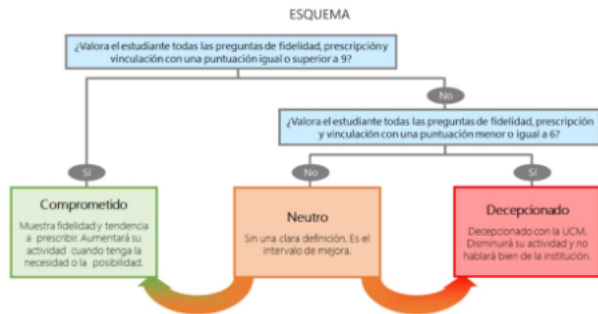 ESQUEMA
¿Valora el estudiante todas las preguntas de fidelidad, prescripción y
vinculación con una puntuación igual o superior a 9?
No
¿Valora el estudiante todas las preguntas de fidelidad, prescripción
y vinculación con una puntuación menor o igual a 6?
Sí
No
Sí
Comprometido
Muestra fidelidad y tendencia
a prescribir. Aumentará su
actividad cuando tenga la
necesidad o la posibilidad.
Neutro
Sin una clara definición. Es el
intervalo de mejora.
Decepcionado
Decepcionado con la UCM.
Disminuirá su actividad y no
hablará bien de la institución.